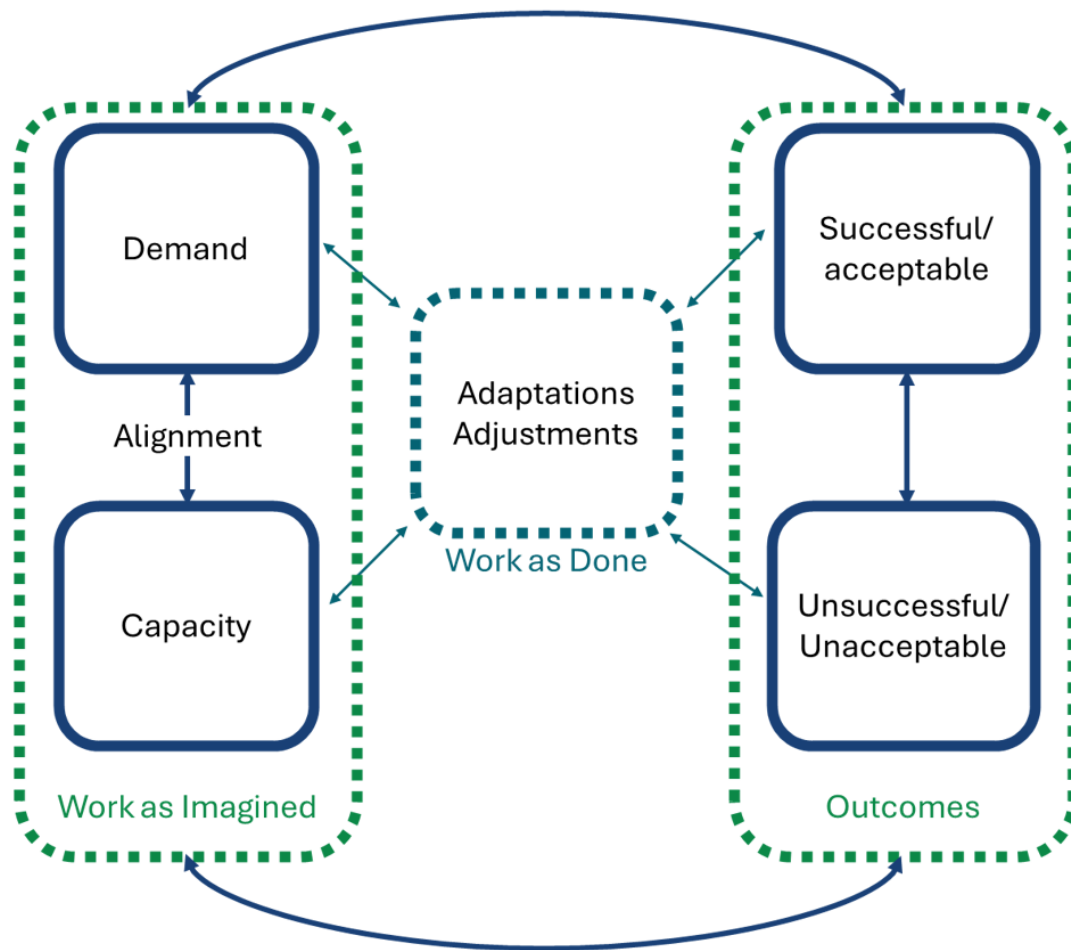 Demand
Alignment
Capacity
Work as Imagined
Adaptations
Adjustments
Work as Done
Successful/
acceptable
Unsuccessful/
Unacceptable
Outcomes